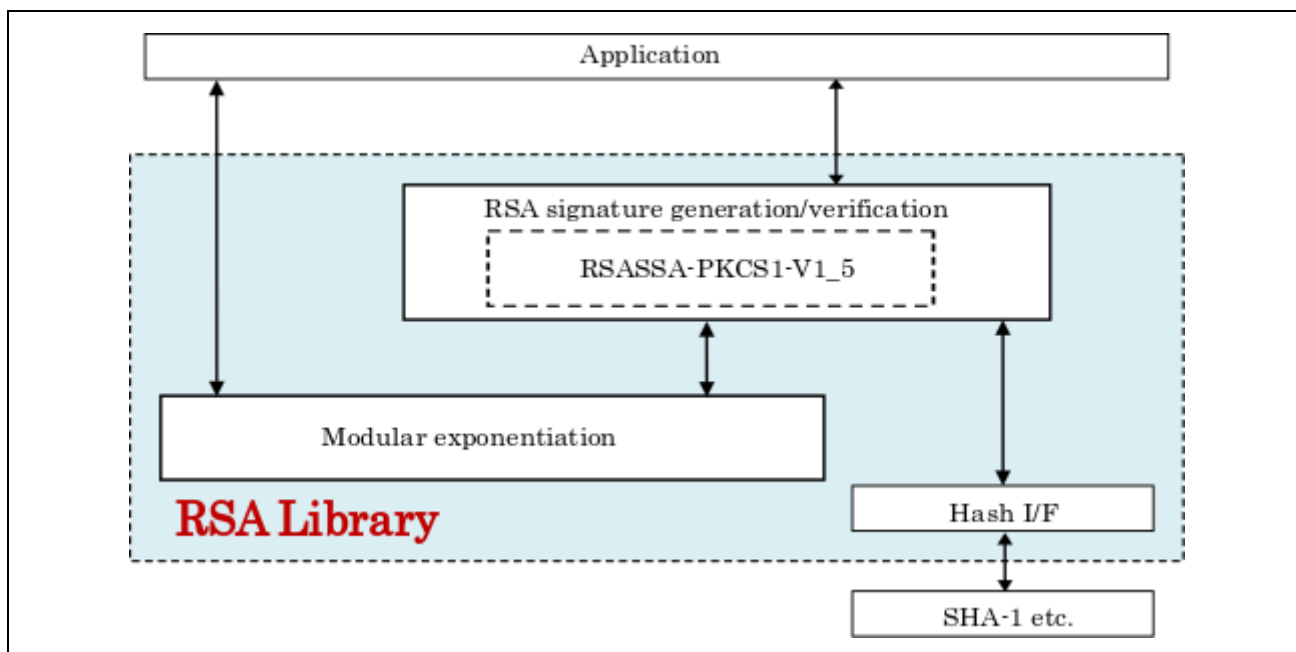 Application
RSA signature generation/verification
RSASSA-PKCS1-V1_5
Modular exponentiation
RSA Library
Hash I/F
SHA-1 etc.